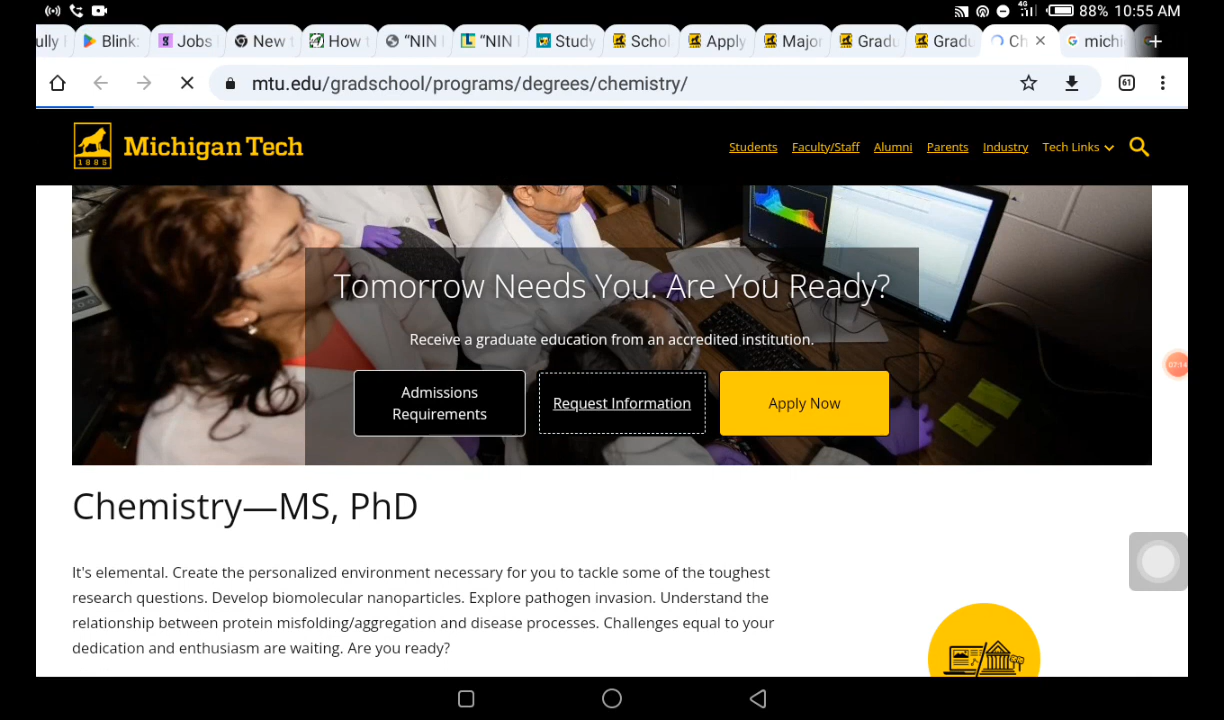 4G 88% 10:55 AM
ully Blink: Jobs New How "NIN "NIN Study Schol Apply Major Gradu Gradu Ch michi
mtu.edu/gradschool/programs/degrees/chemistry/ 61
1885 Michigan Tech Students Faculty/Staff Alumni Parents Industry Tech Links
Tomorrow Needs You. Are You Ready?
Receive a graduate education from an accredited institution.
Admissions Requirements Request Information Apply Now
07:14
Chemistry—MS, PhD
It's elemental. Create the personalized environment necessary for you to tackle some of the toughest
research questions. Develop biomolecular nanoparticles. Explore pathogen invasion. Understand the
relationship between protein misfolding/aggregation and disease processes. Challenges equal to your
dedication and enthusiasm are waiting. Are you ready?